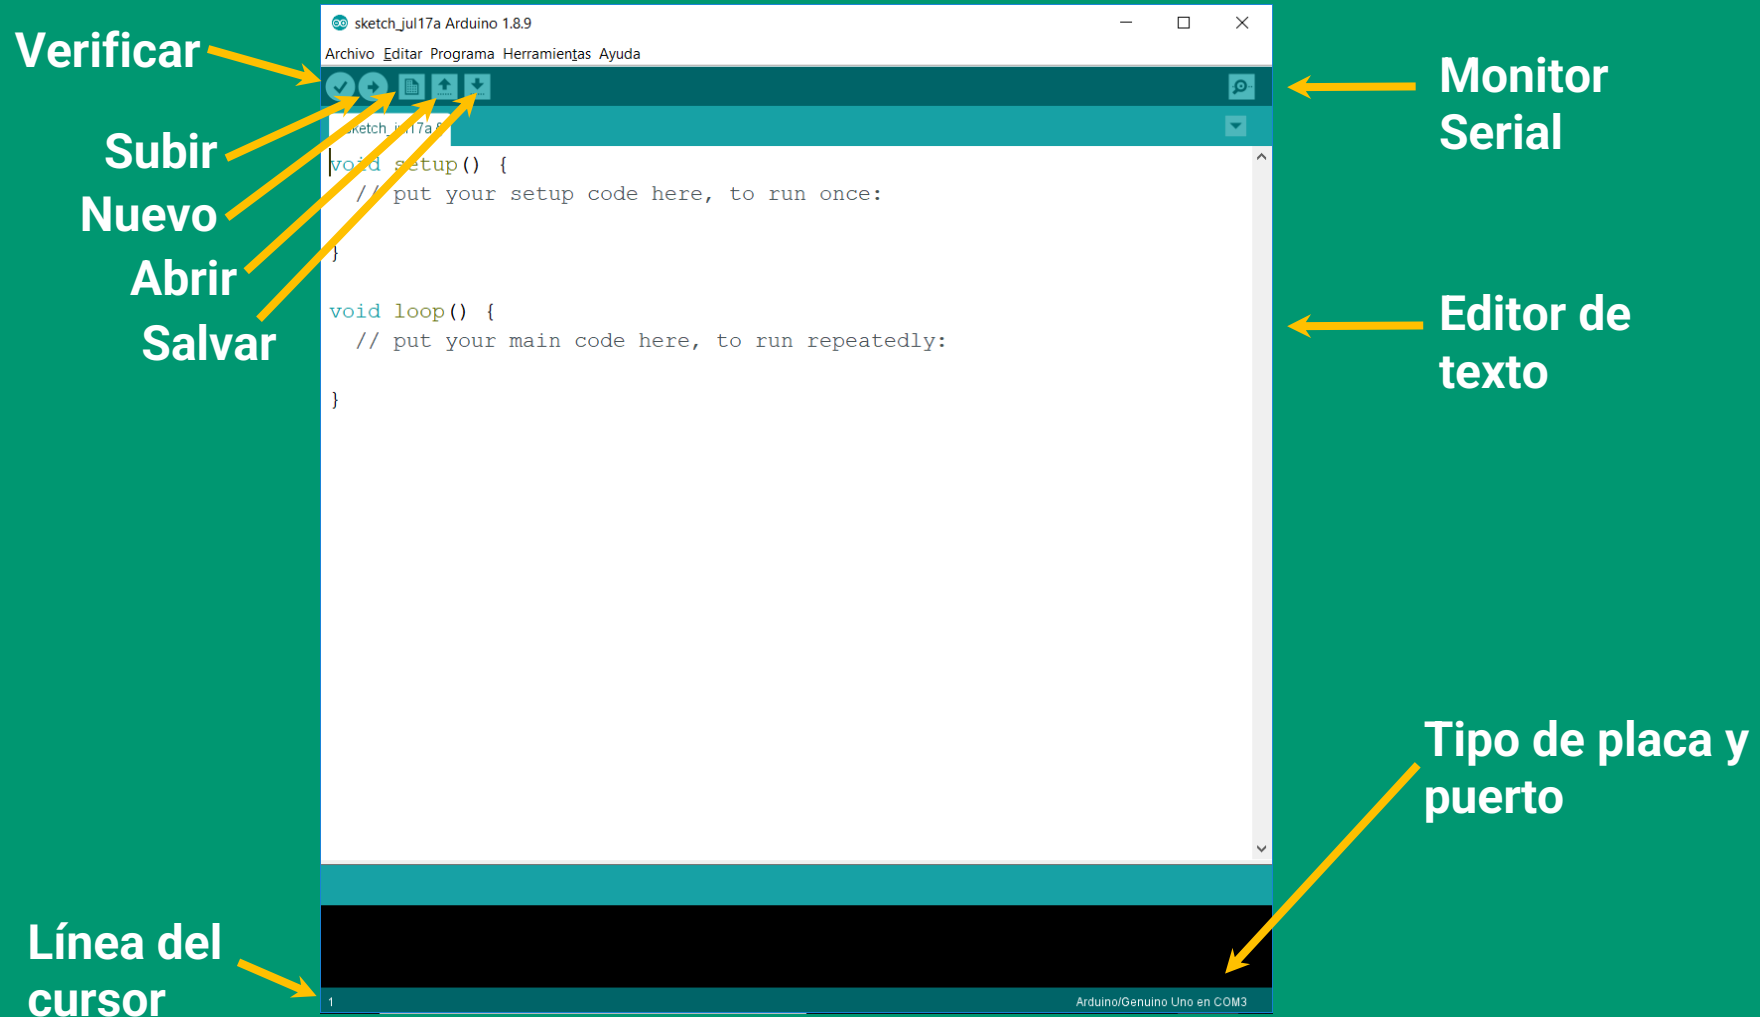 sketch_jul17a Arduino 1.8.9
Archivo Editar Programa Herramientas Ayuda
Verificar
Subir
Nuevo
Abrir
Salvar
Monitor
Serial
void setup() {
// put your setup code here, to run once:
}
void loop() {
// put your main code here, to run repeatedly:
}
Editor de
texto
Tipo de placa y
puerto
Línea del
cursor
1
Arduino/Genuino Uno en COM3